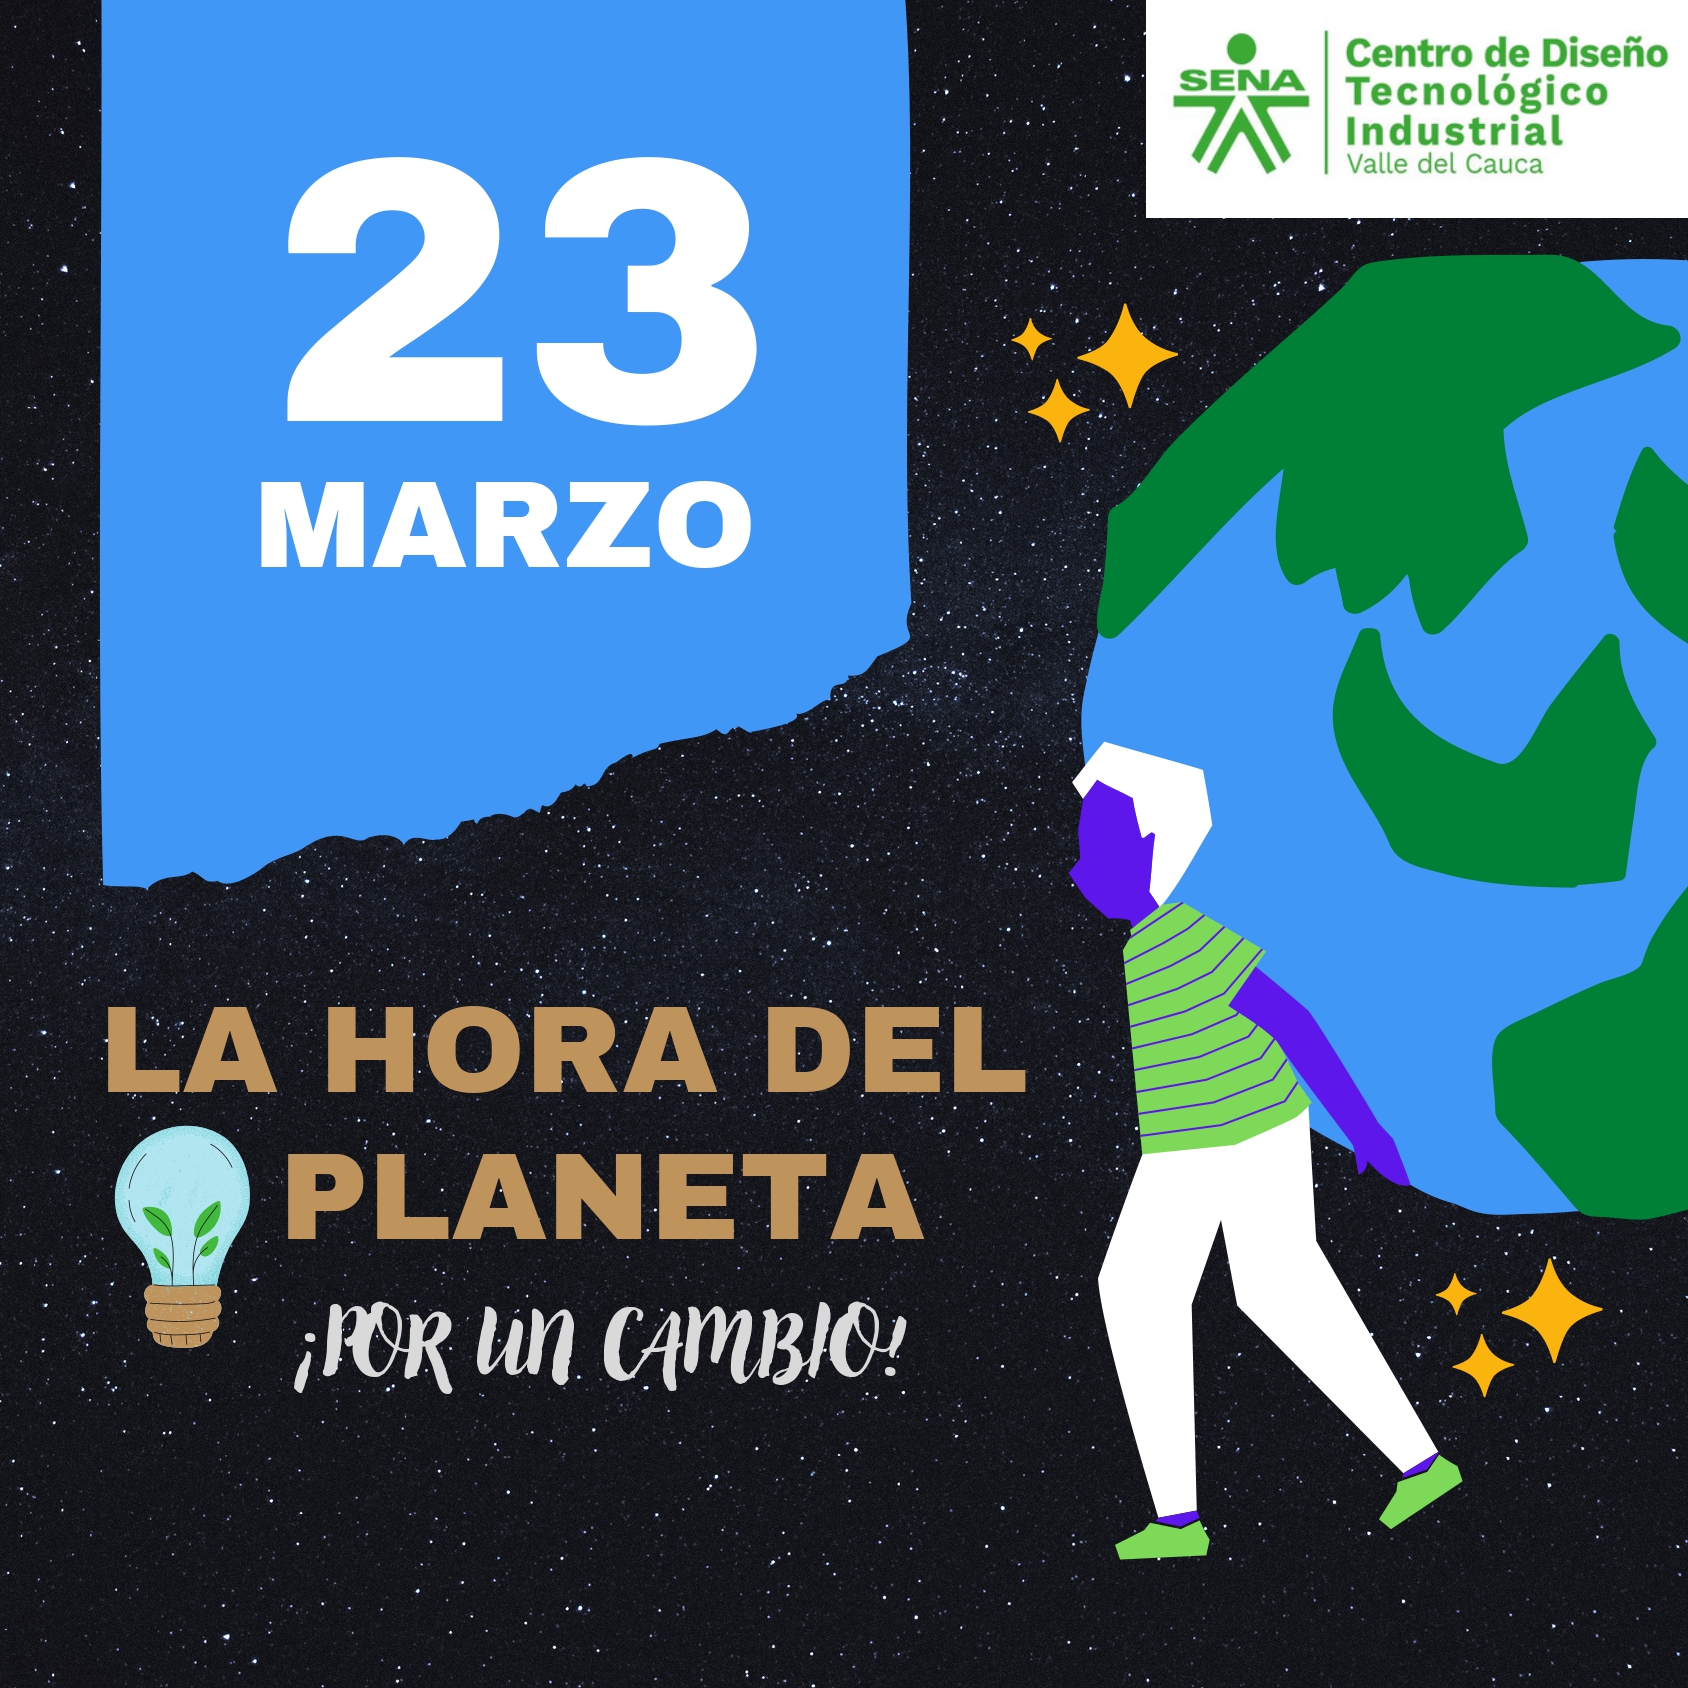 SENA
Centro de Diseño
Tecnológico
Industrial
Valle del Cauca
23
MARZO
LA HORA DEL
PLANETA
¡POR UN CAMBIO!